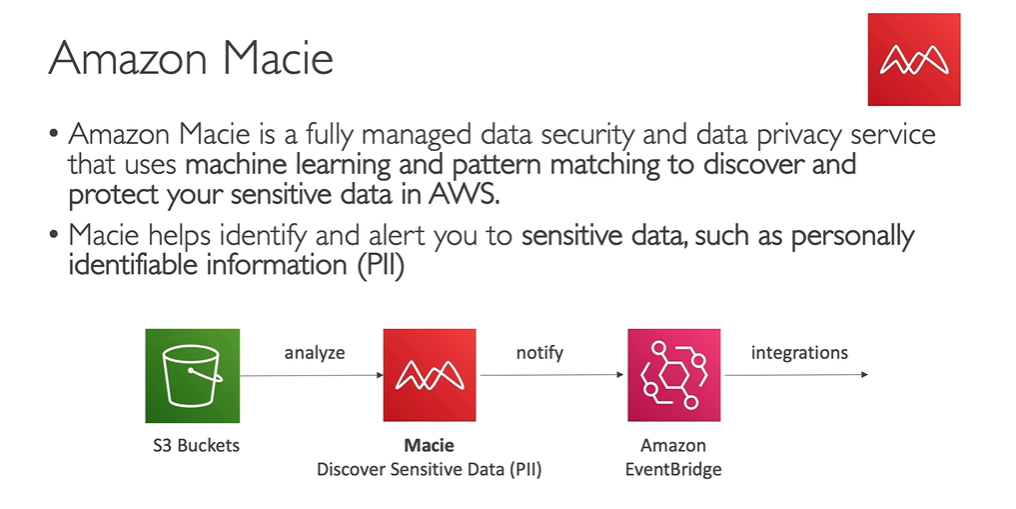 Amazon Macie
• Amazon Macie is a fully managed data security and data privacy service
that uses machine learning and pattern matching to discover and
protect your sensitive data in AWS.
• Macie helps identify and alert you to sensitive data, such as personally
identifiable information (PII)
analyze
notify
integrations
S3 Buckets
Macie
Discover Sensitive Data (PII)
Amazon
EventBridge